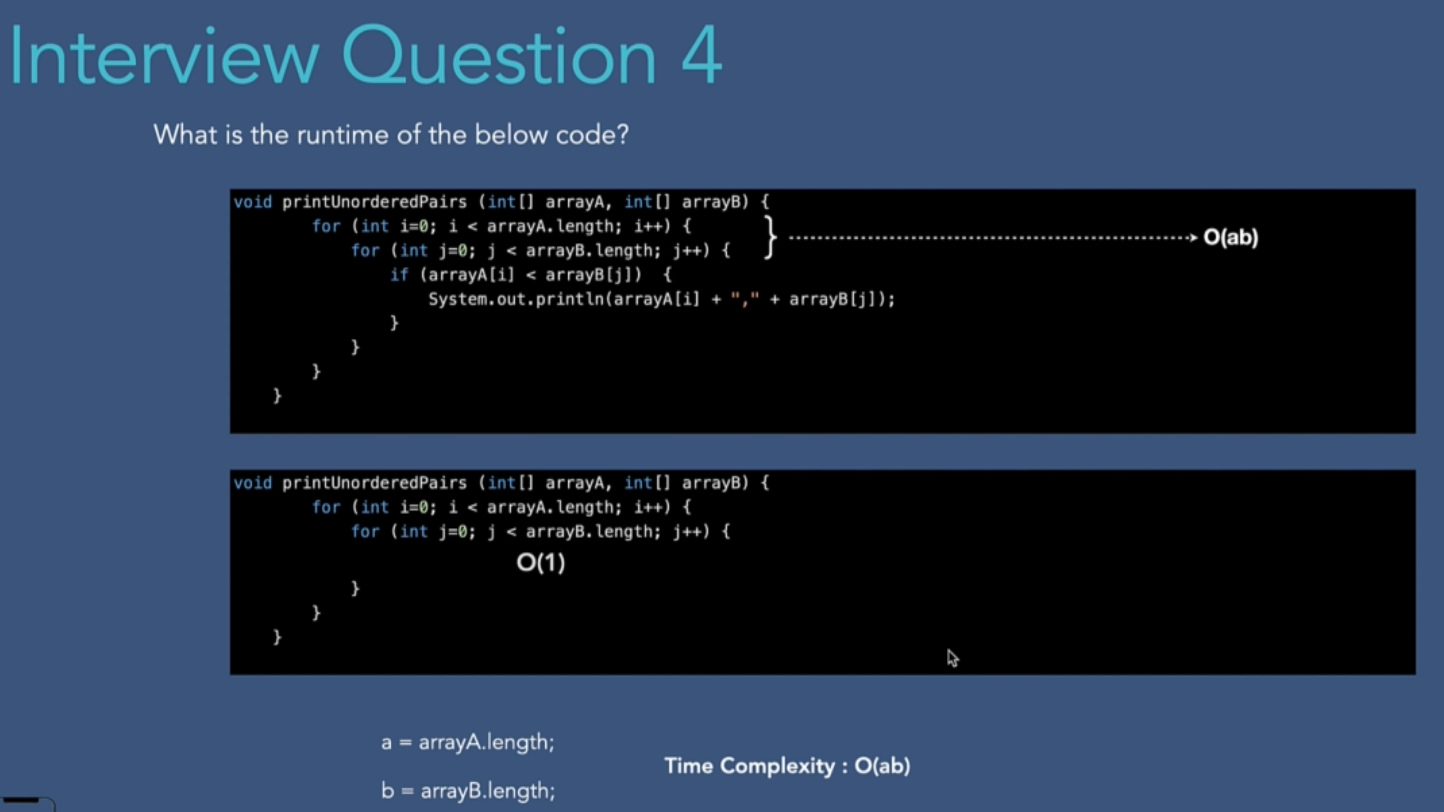 Interview Question 4
What is the runtime of the below code?
void printUnorderedPairs (int[] arrayA, int[] arrayB) {
for (int i=0; i < arrayA.length; i++) {
for (int j=0; j < arrayB.length; j++) {
} O(ab)
if (arrayA[i] < arrayB[j]) {
System.out.println(arrayA[i] + "," + arrayB[j]);
}
}
}
}
void printUnorderedPairs (int[] arrayA, int[] arrayB) {
for (int i=0; i < arrayA.length; i++) {
for (int j=0; j < arrayB.length; j++) {
O(1)
}
}
}
a = arrayA.length;
b = arrayB.length;
Time Complexity : O(ab)